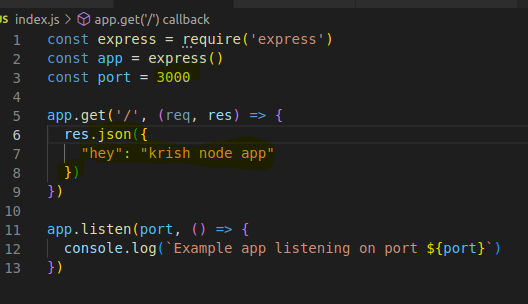 JS index.js > app.get('/') callback
1 const express = require('express')
2 const app = express()
3 const port = 3000
4
5 app.get('/', (req, res) => {
6   res.json({
7     "hey": "krish node app"
8   })
9 })
10
11 app.listen(port, () => {
12   console.log(`Example app listening on port ${port}`)
13 })